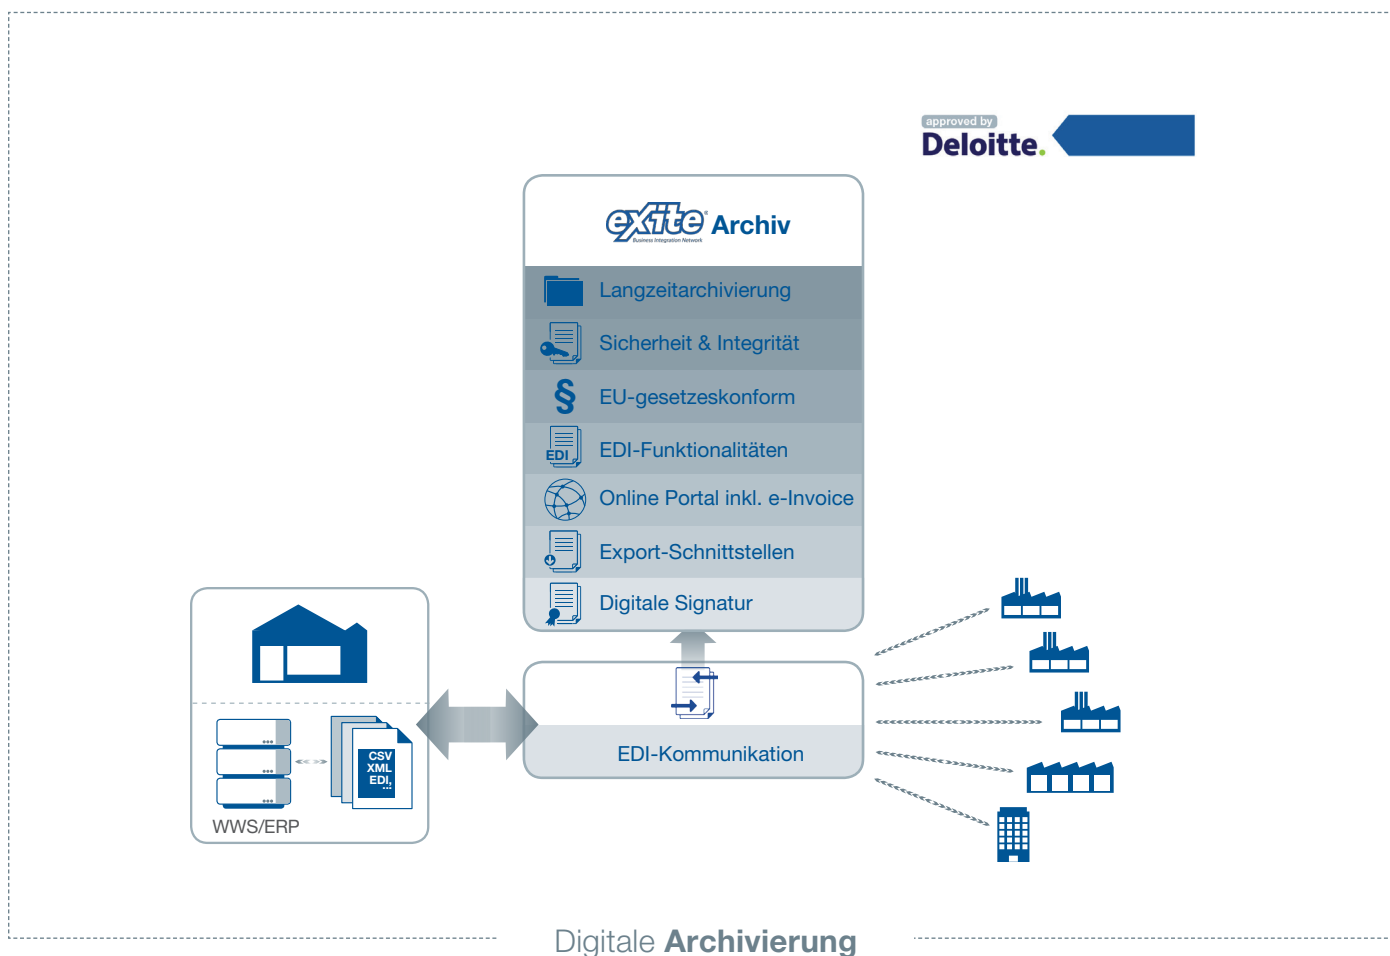 approved by
Deloitte.
eXite® Archiv
Business Integration Network
Langzeitarchivierung
Sicherheit & Integrität
§ EU-gesetzeskonform
EDI EDI-Funktionalitäten
Online Portal inkl. e-Invoice
Export-Schnittstellen
Digitale Signatur
EDI-Kommunikation
CSV
XML
EDI,
...
WWS/ERP
Digitale Archivierung